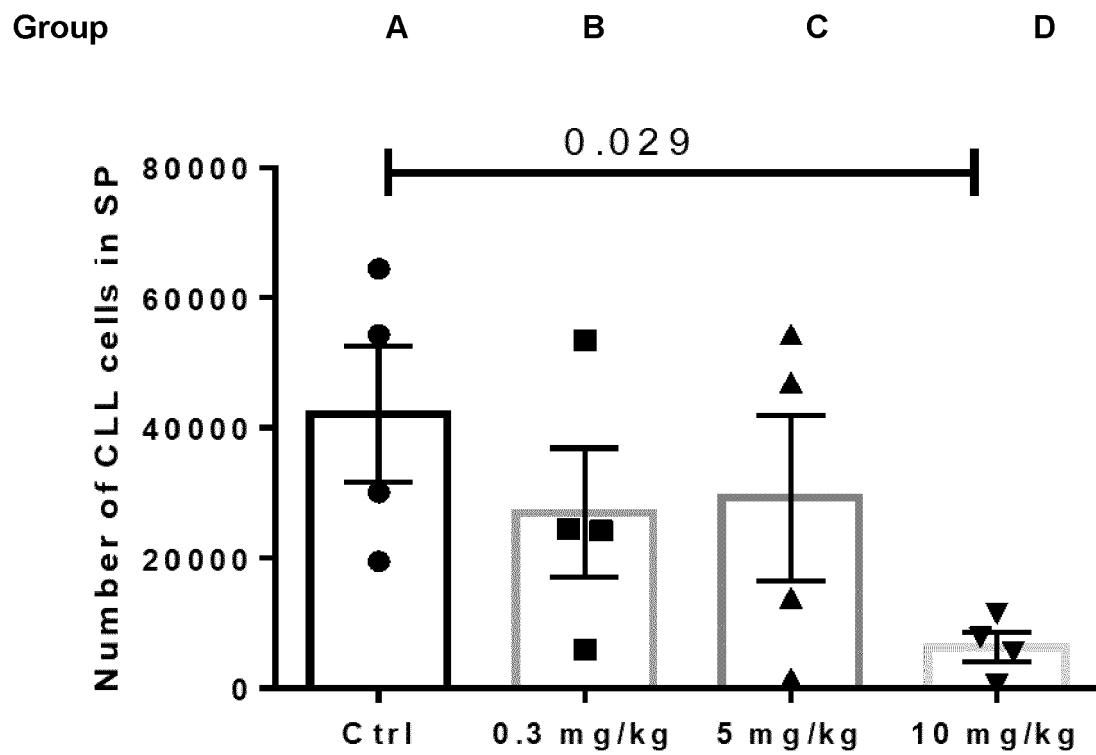 Group A B C D
0.029
Number of CLL cells in SP
80000
60000
40000
20000
0
Ctrl 0.3 mg/kg 5 mg/kg 10 mg/kg